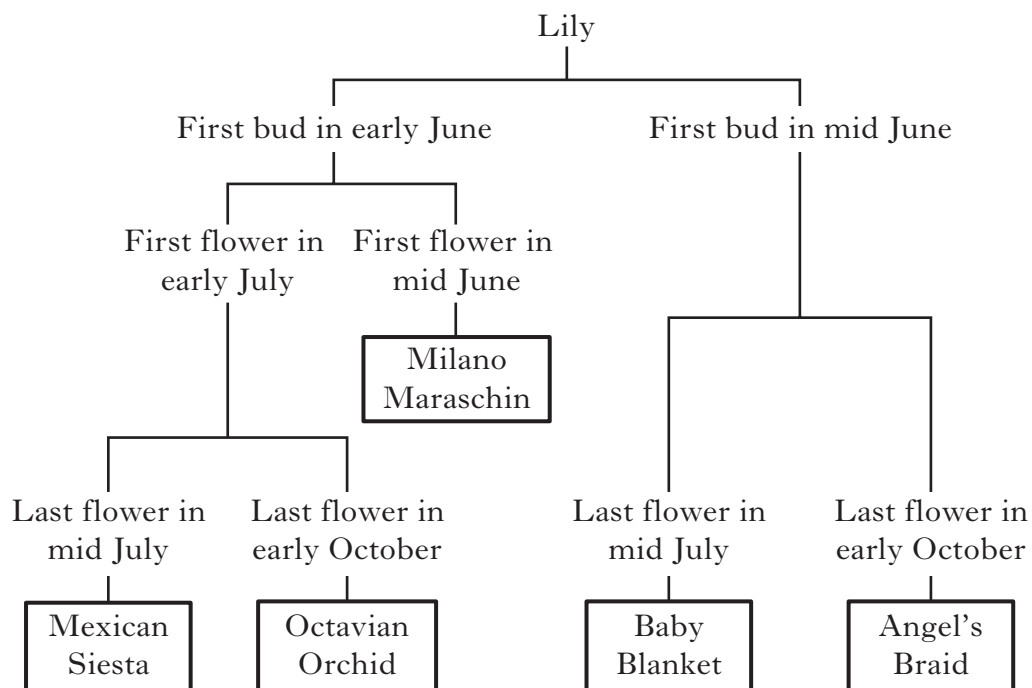 Lily
First bud in early June
First bud in mid June
First flower in
early July
First flower in
mid June
Milano
Maraschin
Last flower in
mid July
Last flower in
early October
Last flower in
mid July
Last flower in
early October
Mexican
Siesta
Octavian
Orchid
Baby
Blanket
Angel's
Braid